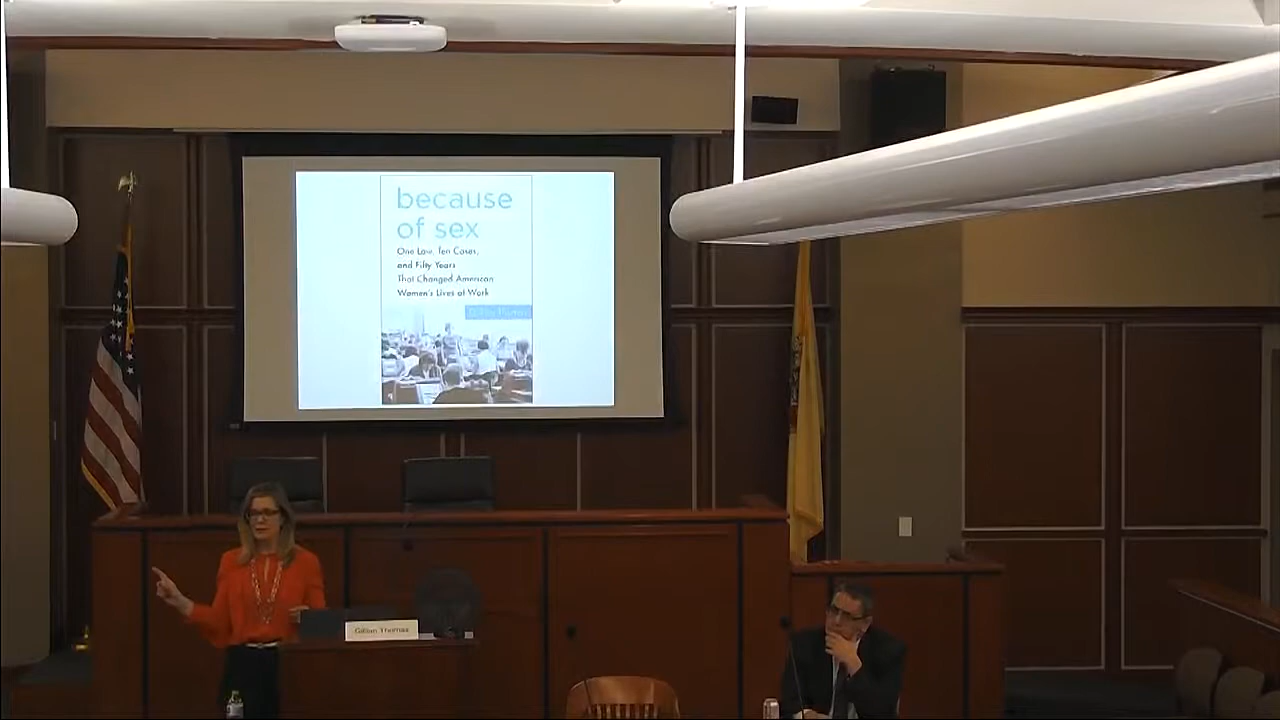 because
of sex
One Law, Ten Cases,
and Fifty Years
That Changed American
Women's Lives at Work
Gillian Thomas